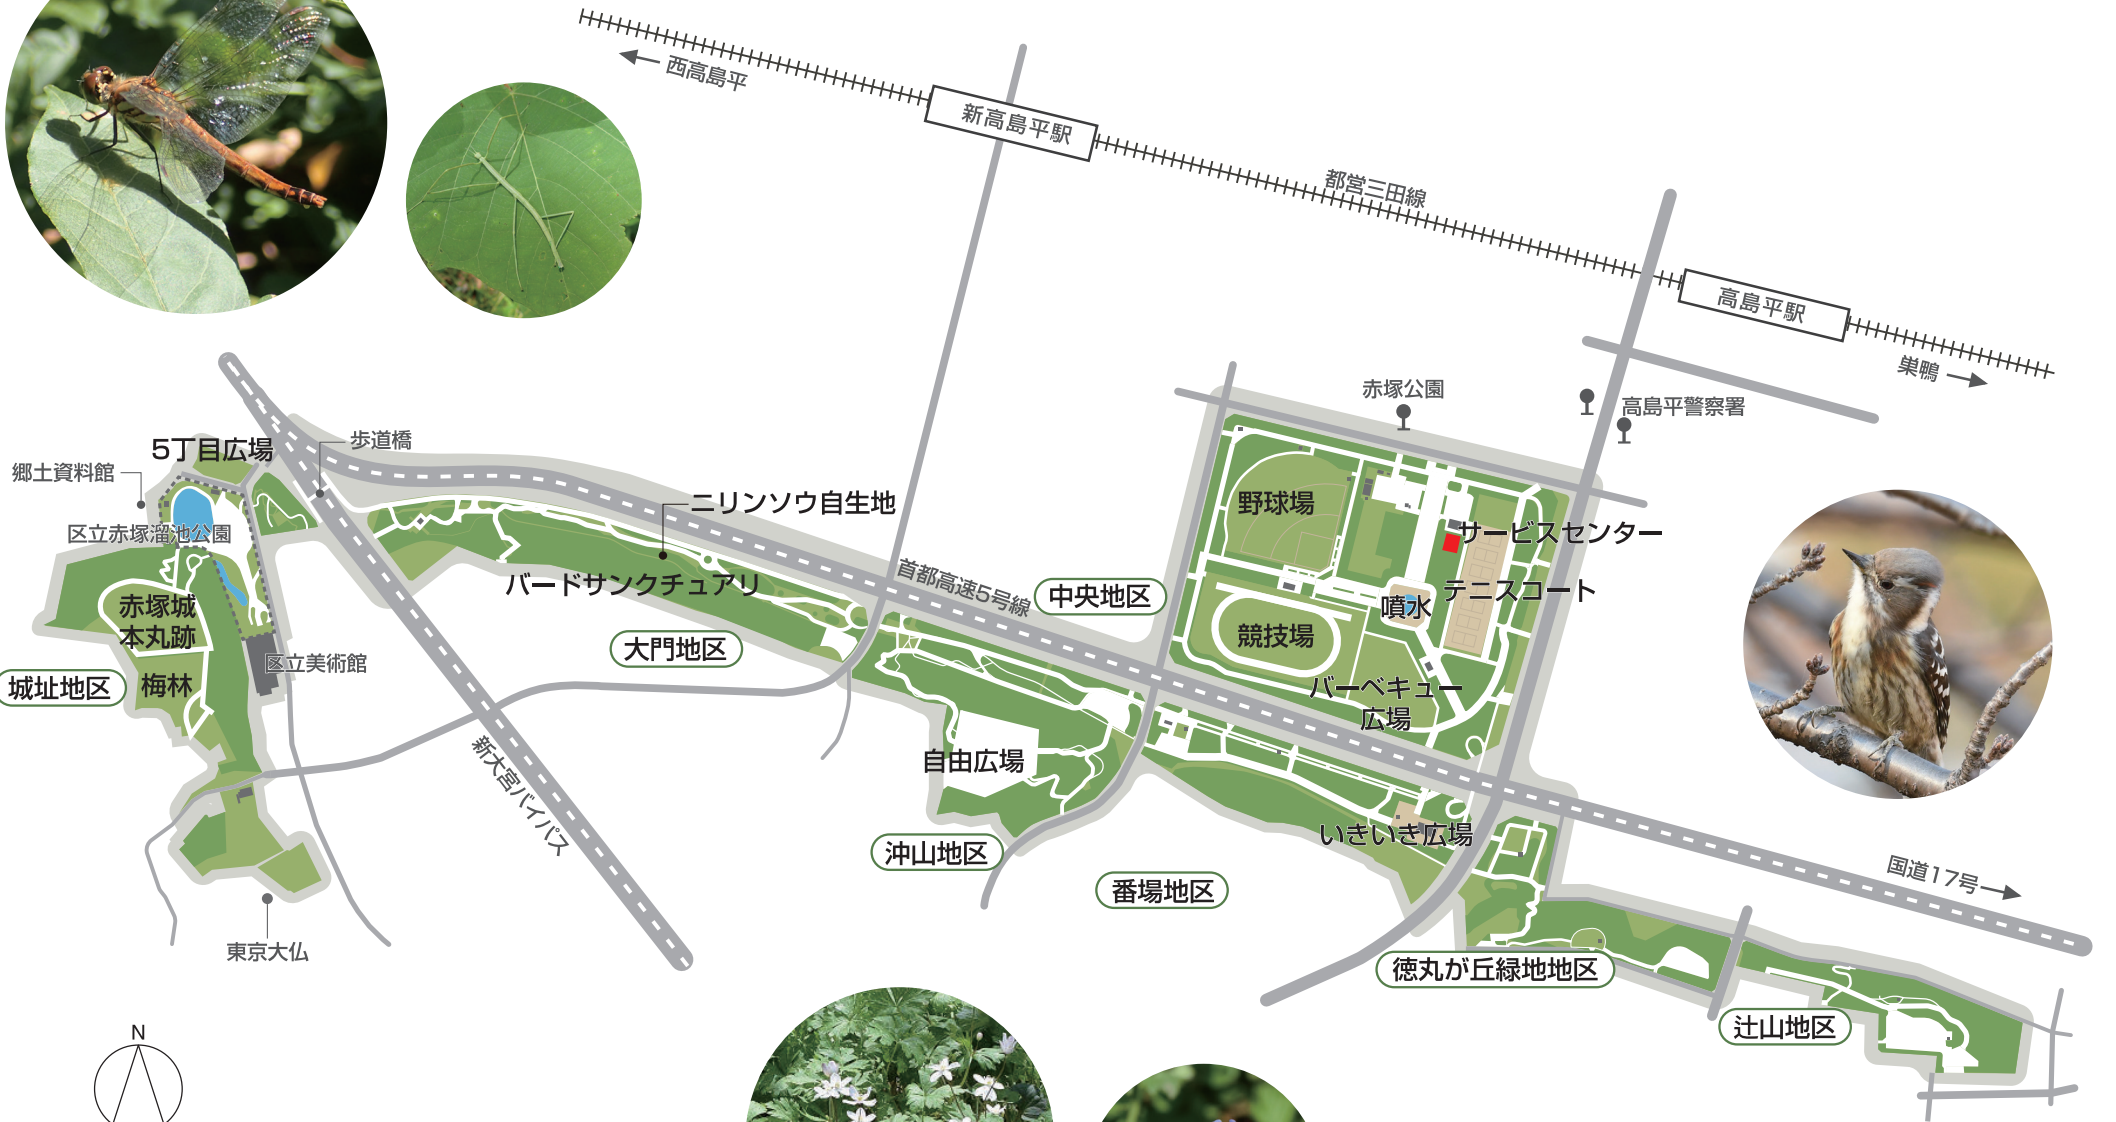 西高島平
新高島平駅
都営三田線
高島平駅
巣鴨
赤塚公園
高島平警察署
5丁目広場
歩道橋
郷土資料館
区立赤塚溜池公園
ニリンソウ自生地
バードサンクチュアリ
首都高速5号線
中央地区
野球場
サービスセンター
テニスコート
噴水
競技場
バーベキュー
広場
赤塚城
本丸跡
大門地区
区立美術館
城址地区
梅林
新大宮バイパス
自由広場
沖山地区
いきいき広場
番場地区
国道17号
東京大仏
徳丸が丘緑地地区
辻山地区
N